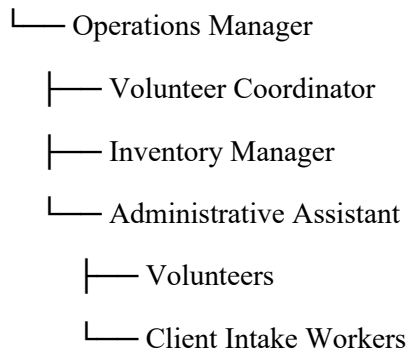 └── Operations Manager
├── Volunteer Coordinator
├── Inventory Manager
└── Administrative Assistant
├── Volunteers
└── Client Intake Workers